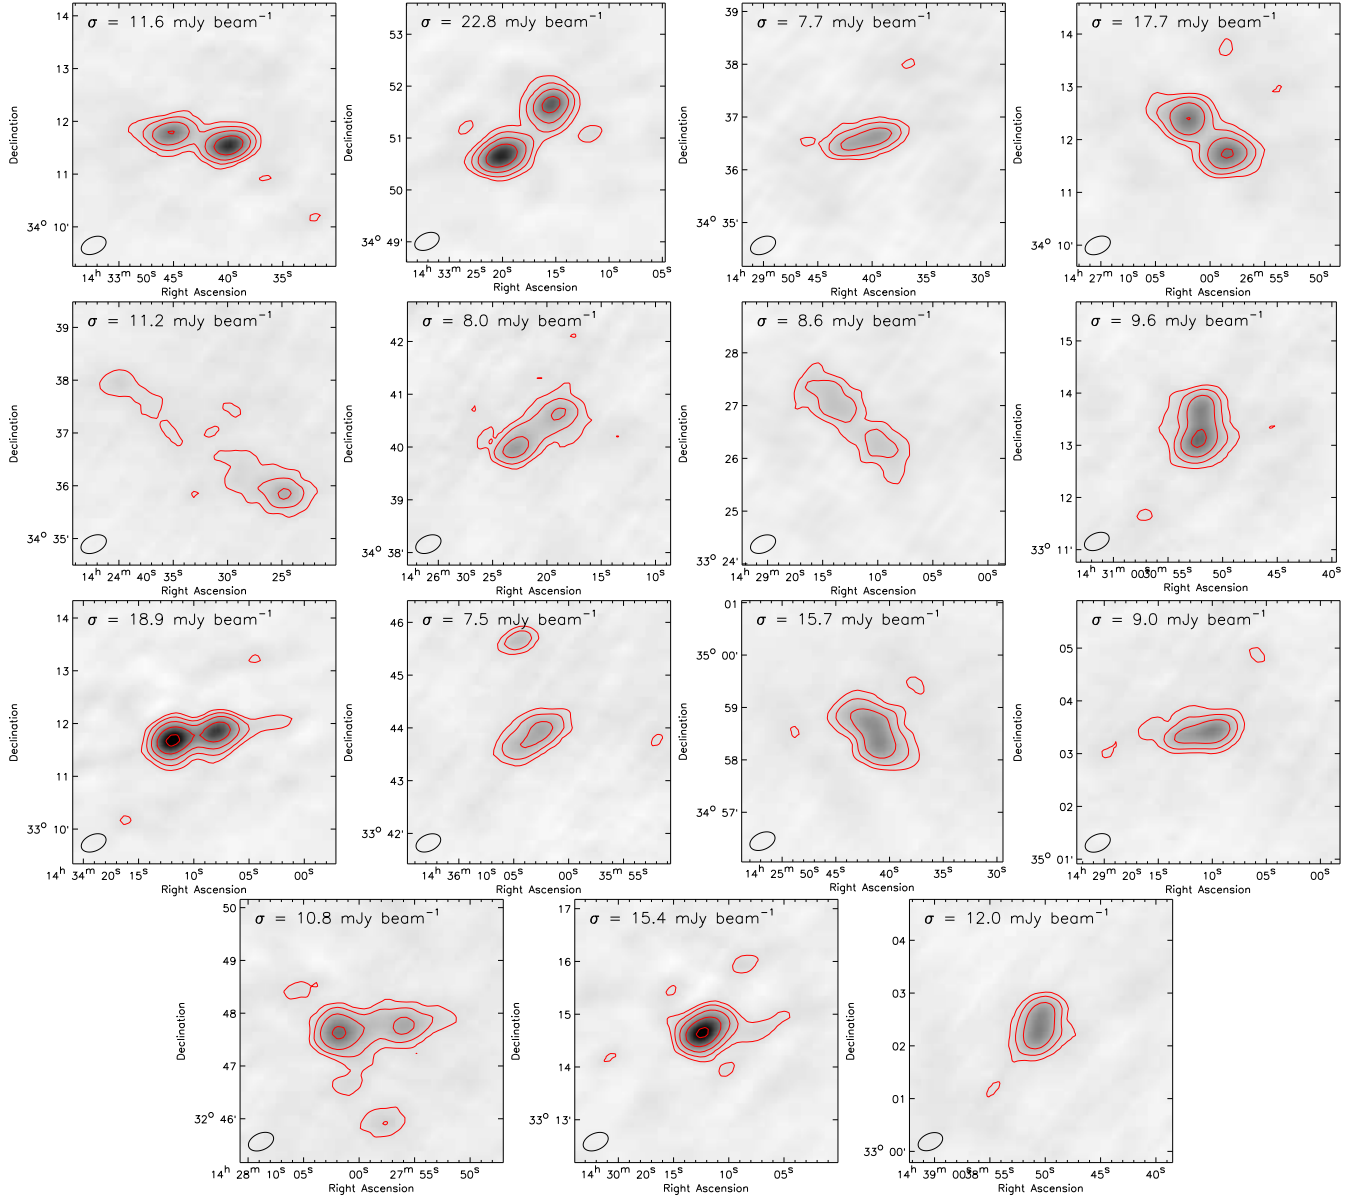 σ = 11.6 mJy beam⁻¹
14
13
12
11
34° 10'
Declination
14ʰ 33ᵐ 50ˢ 45ˢ 40ˢ 35ˢ
Right Ascension
σ = 22.8 mJy beam⁻¹
53
52
51
50
34° 49'
Declination
14ʰ 33ᵐ 25ˢ 20ˢ 15ˢ 10ˢ 05ˢ
Right Ascension
σ = 7.7 mJy beam⁻¹
39
38
37
36
34° 35'
Declination
14ʰ 29ᵐ 50ˢ 45ˢ 40ˢ 35ˢ 30ˢ
Right Ascension
σ = 17.7 mJy beam⁻¹
14
13
12
11
34° 10'
Declination
14ʰ 27ᵐ 10ˢ 05ˢ 00ˢ 26ᵐ 55ˢ 50ˢ
Right Ascension
σ = 11.2 mJy beam⁻¹
39
38
37
36
34° 35'
Declination
14ʰ 24ᵐ 40ˢ 35ˢ 30ˢ 25ˢ
Right Ascension
σ = 8.0 mJy beam⁻¹
42
41
40
39
34° 38'
Declination
14ʰ 26ᵐ 30ˢ 25ˢ 20ˢ 15ˢ 10ˢ
Right Ascension
σ = 8.6 mJy beam⁻¹
28
27
26
25
33° 24'
Declination
14ʰ 29ᵐ 20ˢ 15ˢ 10ˢ 05ˢ 00ˢ
Right Ascension
σ = 9.6 mJy beam⁻¹
15
14
13
12
33° 11'
Declination
14ʰ 31ᵐ 00ˢ 30ᵐ 55ˢ 50ˢ 45ˢ 40ˢ
Right Ascension
σ = 18.9 mJy beam⁻¹
14
13
12
11
33° 10'
Declination
14ʰ 34ᵐ 20ˢ 15ˢ 10ˢ 05ˢ 00ˢ
Right Ascension
σ = 7.5 mJy beam⁻¹
46
45
44
43
33° 42'
Declination
14ʰ 36ᵐ 10ˢ 05ˢ 00ˢ 35ᵐ 55ˢ
Right Ascension
σ = 15.7 mJy beam⁻¹
01
35° 00'
59
58
34° 57'
Declination
14ʰ 25ᵐ 50ˢ 45ˢ 40ˢ 35ˢ 30ˢ
Right Ascension
σ = 9.0 mJy beam⁻¹
05
04
03
02
35° 01'
Declination
14ʰ 29ᵐ 20ˢ 15ˢ 10ˢ 05ˢ 00ˢ
Right Ascension
σ = 10.8 mJy beam⁻¹
50
49
48
47
32° 46'
Declination
14ʰ 28ᵐ 10ˢ 05ˢ 00ˢ 27ᵐ 55ˢ 50ˢ
Right Ascension
σ = 15.4 mJy beam⁻¹
17
16
15
14
33° 13'
Declination
14ʰ 30ᵐ 20ˢ 15ˢ 10ˢ 05ˢ
Right Ascension
σ = 12.0 mJy beam⁻¹
04
03
02
01
33° 00'
Declination
14ʰ 39ᵐ 00ˢ 38ᵐ 55ˢ 50ˢ 45ˢ 40ˢ
Right Ascension